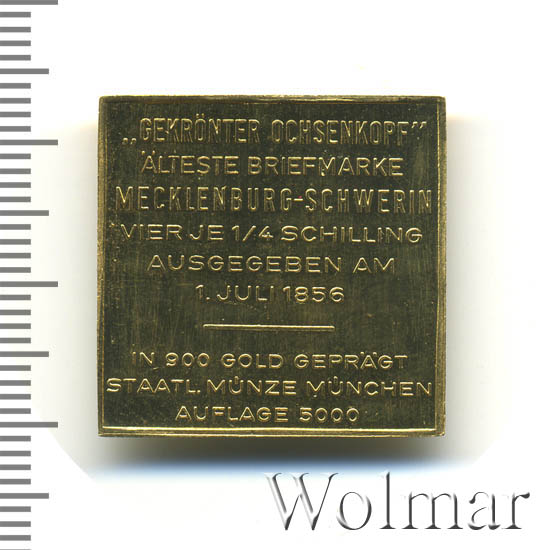 „GEKRÖNTER OCHSENKOPF“
ÄLTESTE BRIEFMARKE
MECKLENBURG-SCHWERIN
VIER JE 1/4 SCHILLING
AUSGEGEBEN AM
1. JULI 1856
IN 900 GOLD GEPRÄGT
STAATL. MÜNZE MÜNCHEN
AUFLAGE 5000
Wolmar